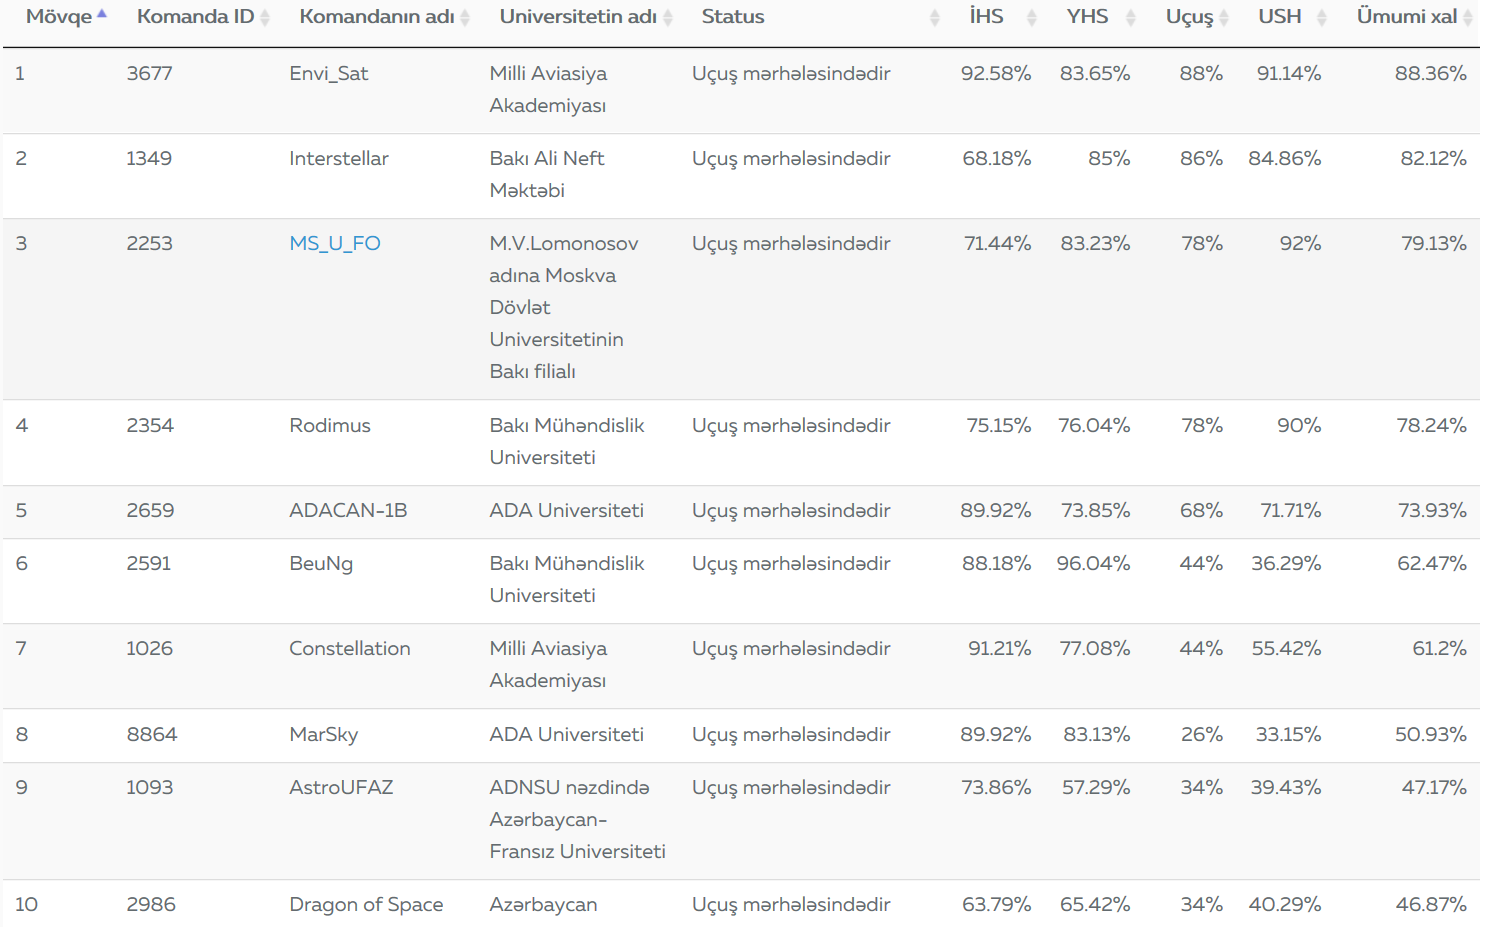 Mövqe Komanda ID Komandanın adı Universitetin adı Status İHS YHS Uçuş USH Ümumi xal
1 3677 Envi_Sat Milli Aviasiya Uçuş mərhələsindədir 92.58% 83.65% 88% 91.14% 88.36%
Akademiyası
2 1349 Interstellar Bakı Ali Neft Uçuş mərhələsindədir 68.18% 85% 86% 84.86% 82.12%
Məktəbi
3 2253 MS_U_FO M.V.Lomonosov Uçuş mərhələsindədir 71.44% 83.23% 78% 92% 79.13%
adına Moskva
Dövlət
Universitetinin
Bakı filialı
4 2354 Rodimus Bakı Mühəndislik Uçuş mərhələsindədir 75.15% 76.04% 78% 90% 78.24%
Universiteti
5 2659 ADACAN-1B ADA Universiteti Uçuş mərhələsindədir 89.92% 73.85% 68% 71.71% 73.93%
6 2591 BeuNg Bakı Mühəndislik Uçuş mərhələsindədir 88.18% 96.04% 44% 36.29% 62.47%
Universiteti
7 1026 Constellation Milli Aviasiya Uçuş mərhələsindədir 91.21% 77.08% 44% 55.42% 61.2%
Akademiyası
8 8864 MarSky ADA Universiteti Uçuş mərhələsindədir 89.92% 83.13% 26% 33.15% 50.93%
9 1093 AstroUFAZ ADNSU nəzdində Uçuş mərhələsindədir 73.86% 57.29% 34% 39.43% 47.17%
Azərbaycan-
Fransız Universiteti
10 2986 Dragon of Space Azərbaycan Uçuş mərhələsindədir 63.79% 65.42% 34% 40.29% 46.87%